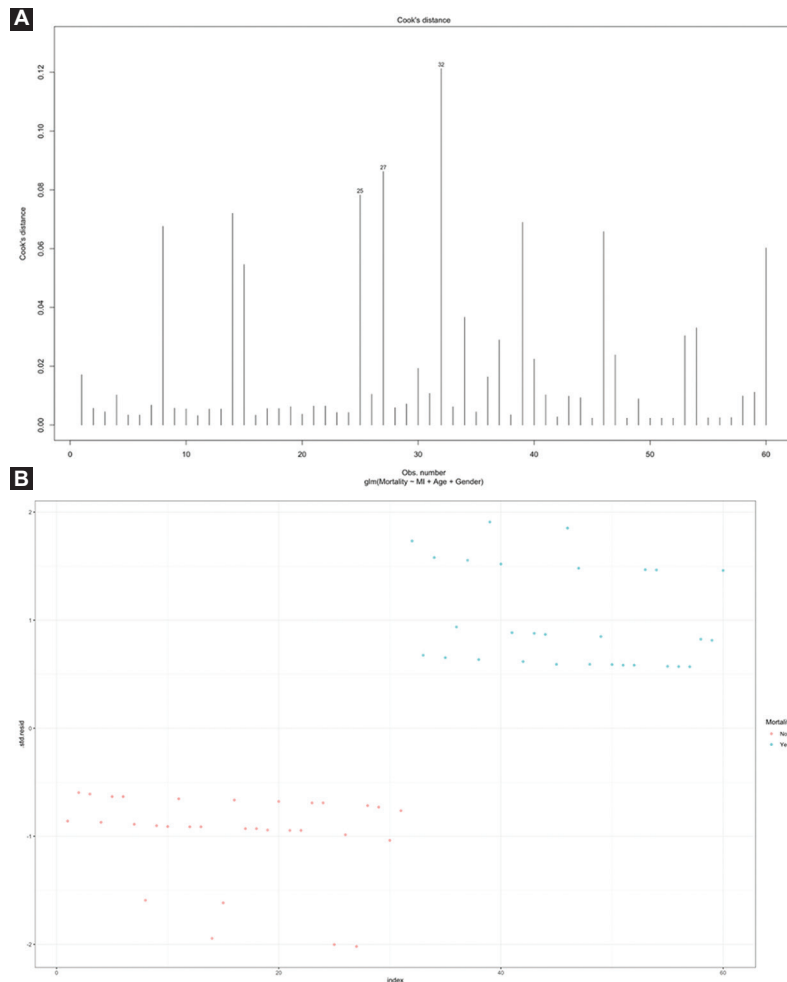 A
Cook's distance
0.12
0.10
0.08
0.06
0.04
0.02
0.00
Cook's distance
32
27
25
0 10 20 30 40 50 60
Obs. number
glm(Mortality ~ MI + Age + Gender)
B
2
1
0
-1
-2
.std.resid
0 20 40 60
index
Mortali
No
Ye